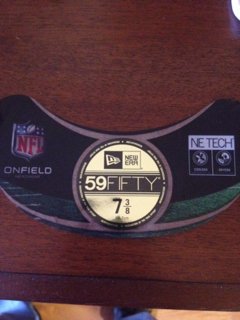 NFL
ONFIELD
NEW ERA
59FIFTY
7 3/8
NE TECH